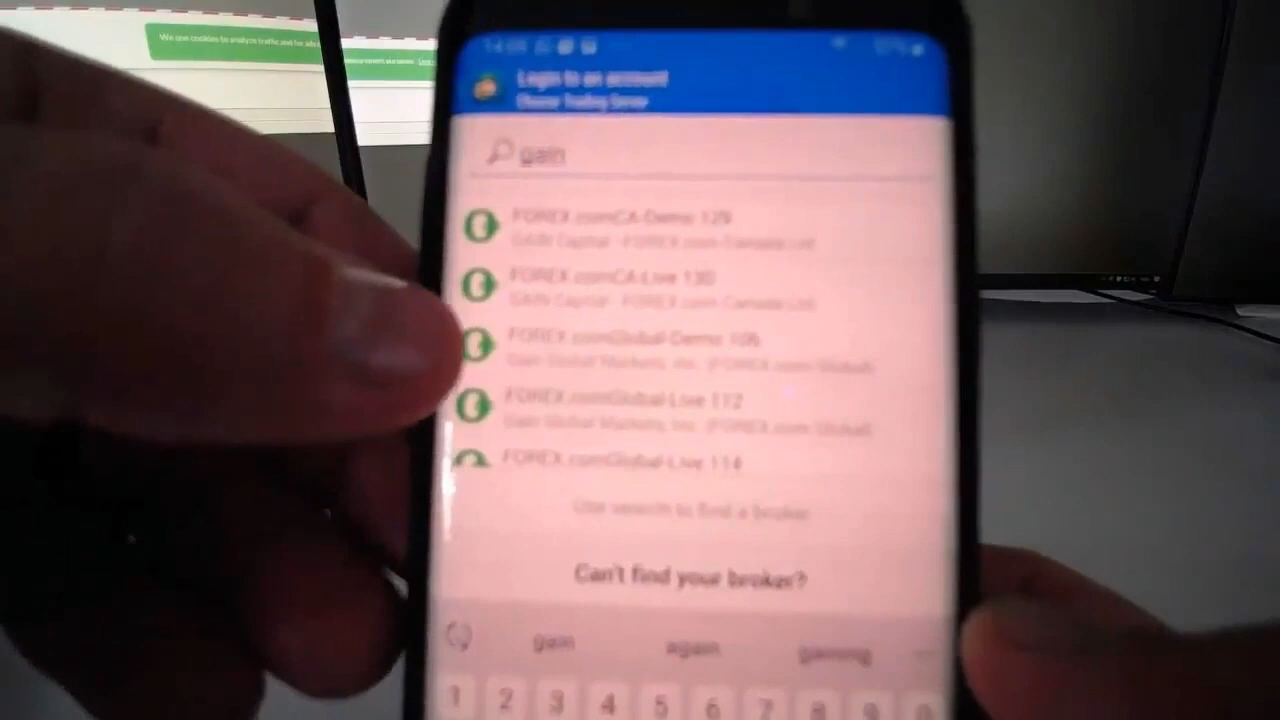 We use cookies to analyze traffic and for ads
Login to an account
Choose Trading Server
gain
FOREX.comCA-Demo 129
GAIN Capital - FOREX.com Canada Ltd
FOREX.comCA-Live 130
GAIN Capital - FOREX.com Canada Ltd
FOREX.comGlobal-Demo 106
Gain Global Markets, Inc. (FOREX.com Global)
FOREX.comGlobal-Live 112
Gain Global Markets, Inc. (FOREX.com Global)
FOREX.comGlobal-Live 114
Use search to find a broker
Can't find your broker?
gain again gaming
1 2 3 4 5 6 7 8 9 0